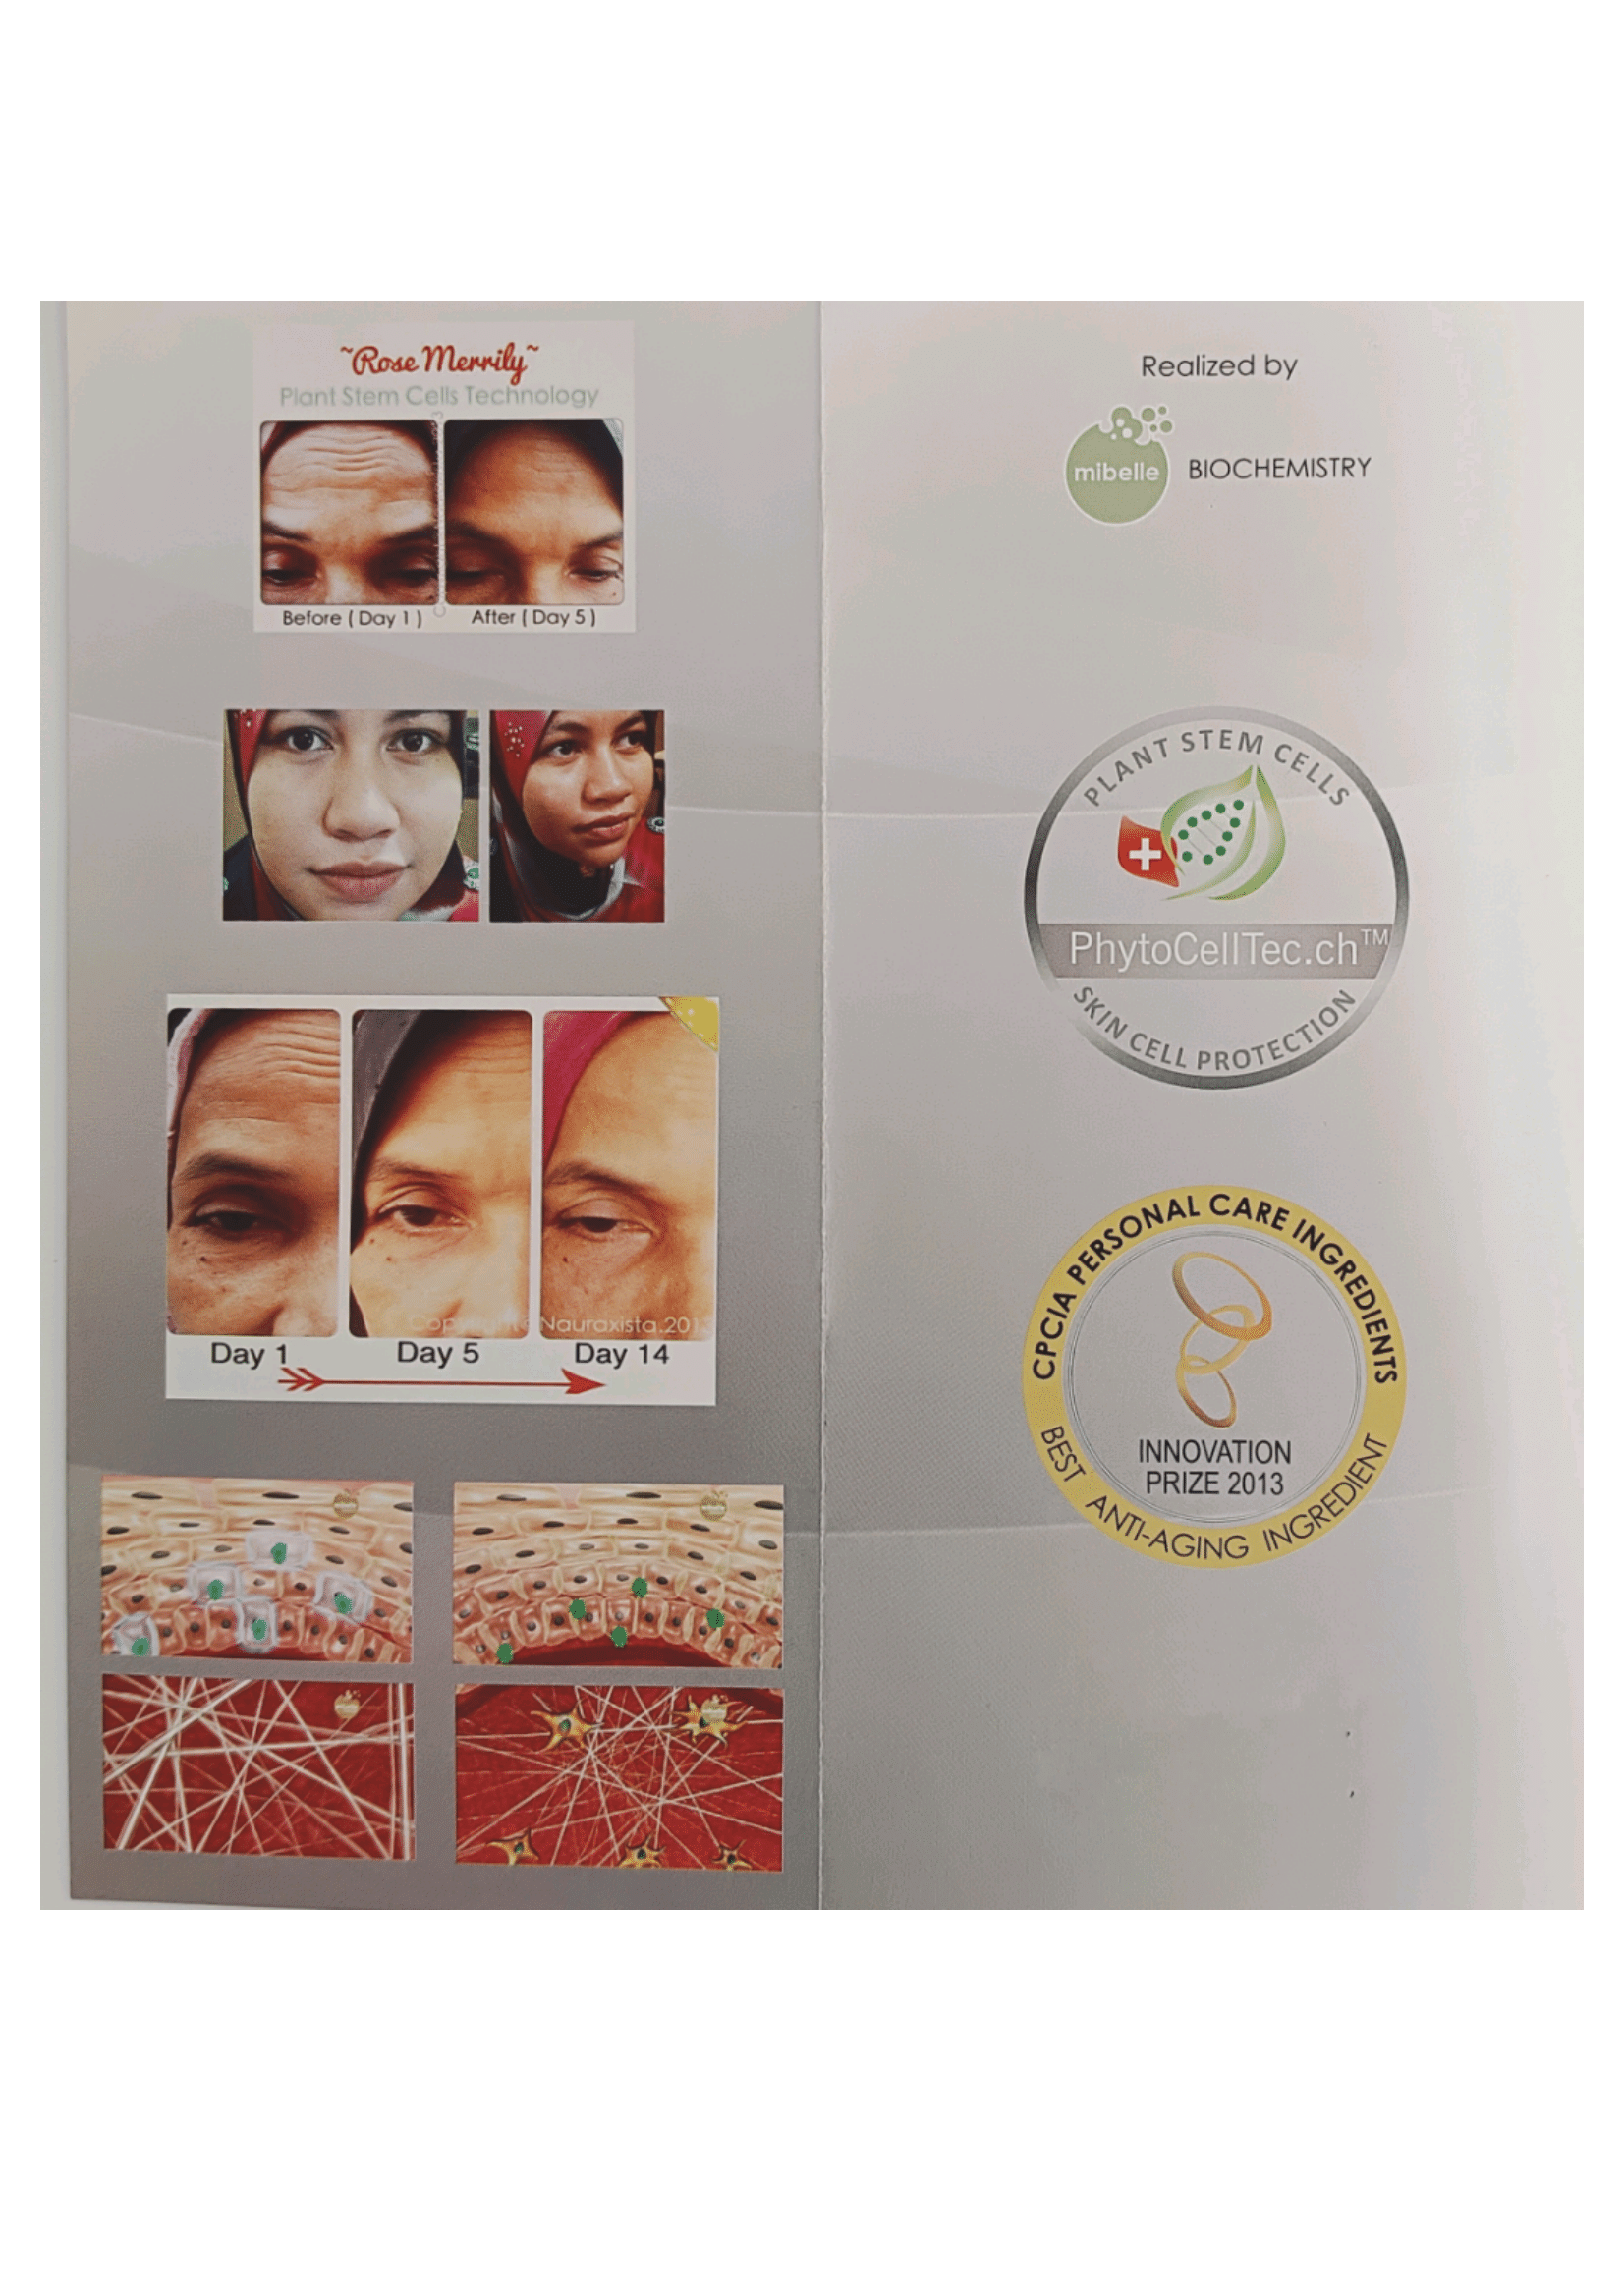 ~Rose Merrily~
Plant Stem Cells Technology
Before ( Day 1 )
After ( Day 5 )
Nauraxista.201
Day 1
Day 5
Day 14
Realized by
mibelle
BIOCHEMISTRY
PLANT STEM CELLS
PhytoCellTec.ch™
SKIN CELL PROTECTION
CPCIA PERSONAL CARE INGREDIENTS
INNOVATION
PRIZE 2013
BEST ANTI-AGING INGREDIENT